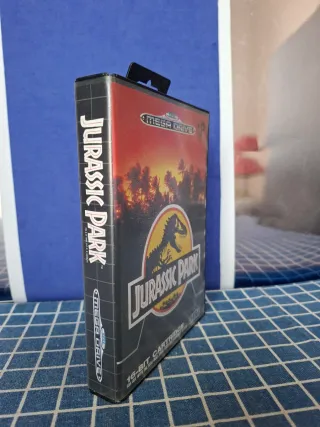 JURASSIC PARK
MEGA DRIVE
MEGA DRIVE
JURASSIC PARK
16-BIT CARTRIDGE